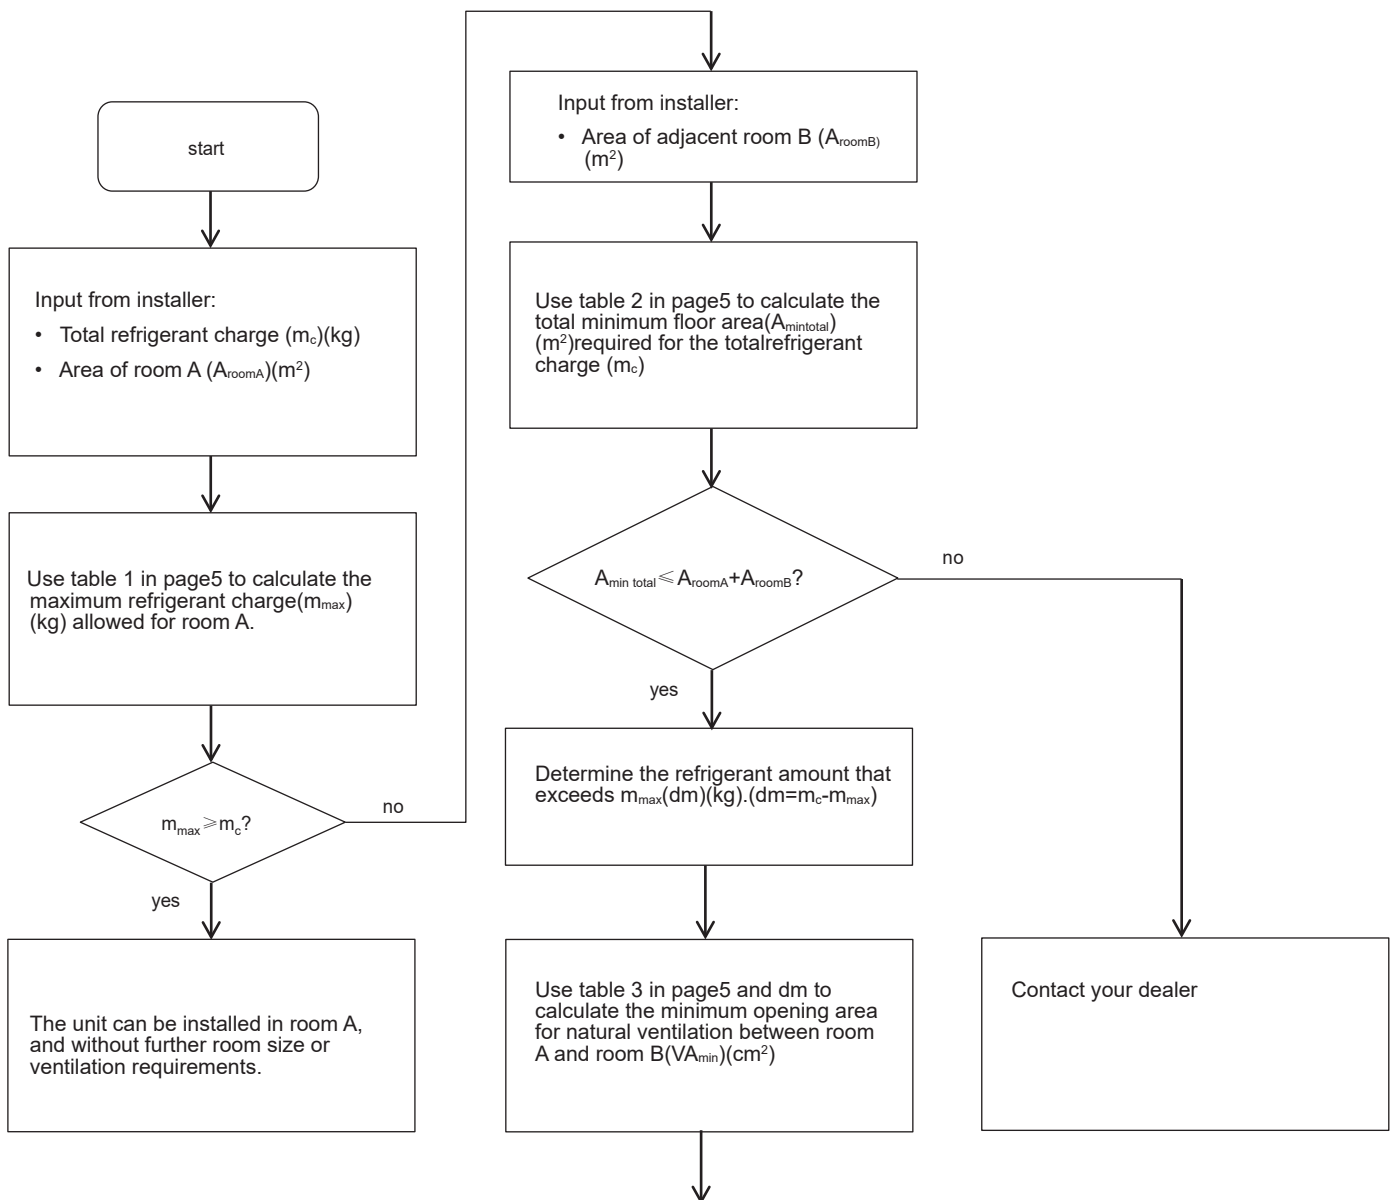 start
Input from installer:
• Total refrigerant charge (mc)(kg)
• Area of room A (AroomA)(m²)
Use table 1 in page5 to calculate the
maximum refrigerant charge(mmax)
(kg) allowed for room A.
mmax≥mc?
no
yes
The unit can be installed in room A,
and without further room size or
ventilation requirements.
Input from installer:
• Area of adjacent room B (AroomB)
(m²)
Use table 2 in page5 to calculate the
total minimum floor area(Amintotal)
(m²)required for the totalrefrigerant
charge (mc)
Amin total≤AroomA+AroomB?
no
yes
Determine the refrigerant amount that
exceeds mmax(dm)(kg).(dm=mc-mmax)
Use table 3 in page5 and dm to
calculate the minimum opening area
for natural ventilation between room
A and room B(VAmin)(cm²)
Contact your dealer